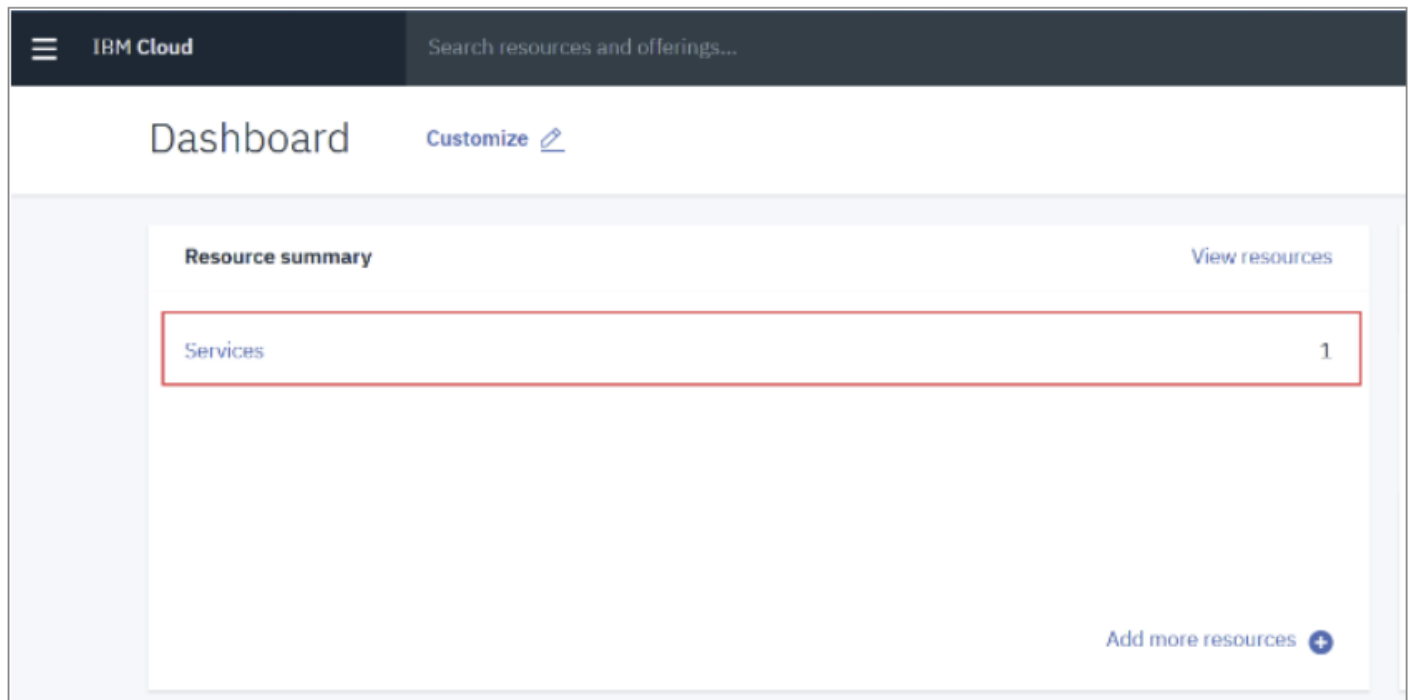 IBM Cloud Search resources and offerings...
Dashboard Customize
Resource summary View resources
Services 1
Add more resources